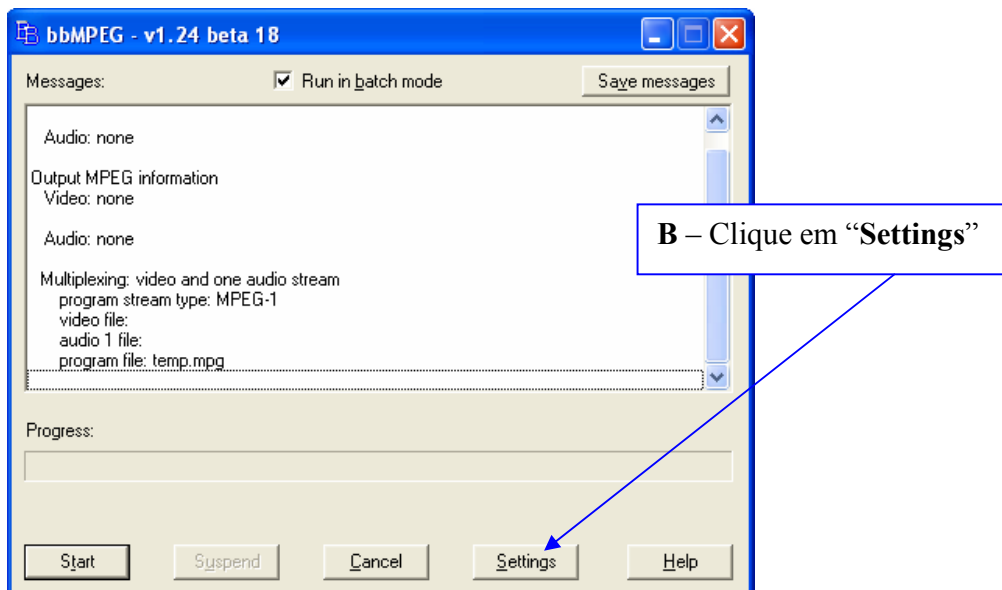 bbMPEG - v1.24 beta 18
Messages:
Run in batch mode
Save messages
Audio: none
Output MPEG information
Video: none
Audio: none
Multiplexing: video and one audio stream
program stream type: MPEG-1
video file:
audio 1 file:
program file: temp.mpg
B – Clique em “Settings”
Progress:
Start
Suspend
Cancel
Settings
Help